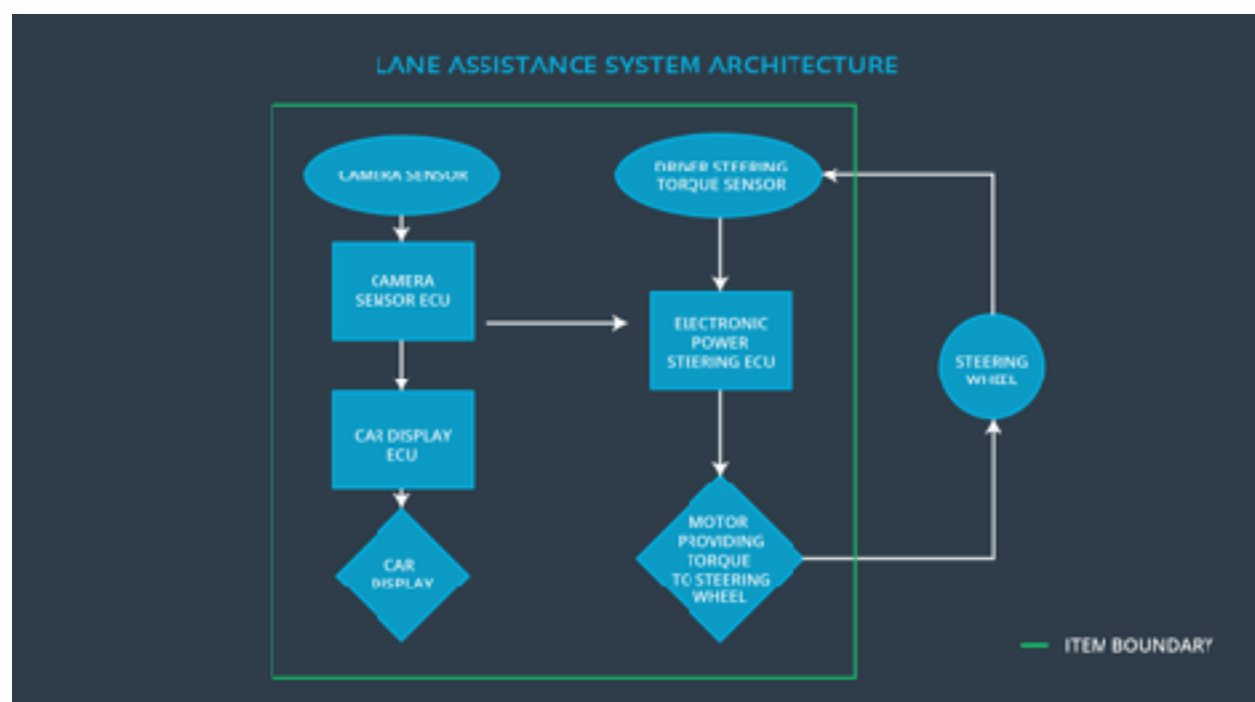 LANE ASSISTANCE SYSTEM ARCHITECTURE
CAMERA SENSOR
DRIVER STEERING
TORQUE SENSOR
CAMERA
SENSOR ECU
ELECTRONIC
POWER
STEERING ECU
STEERING
WHEEL
CAR DISPLAY
ECU
MOTOR
PROVIDING
TORQUE
TO STEERING
WHEEL
CAR
DISPLAY
ITEM BOUNDARY